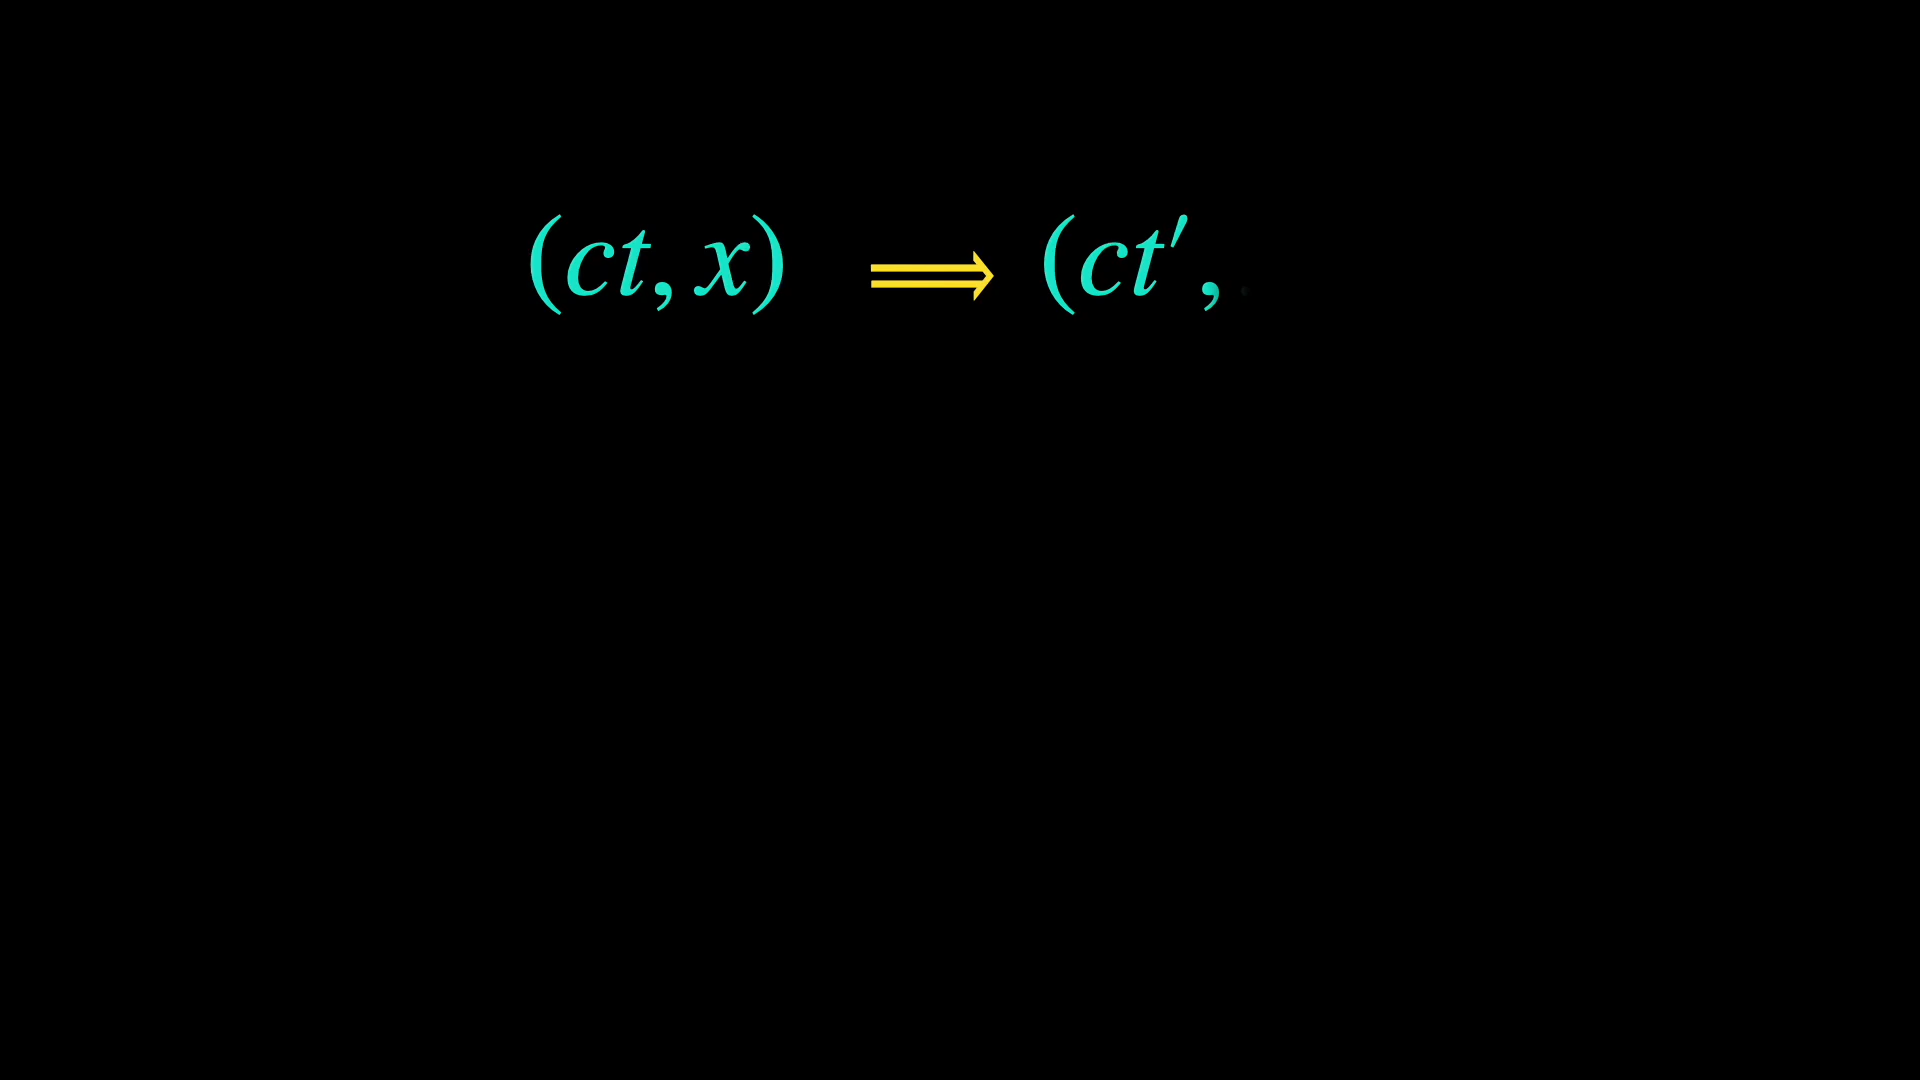 (ct, x) ⟹ (ct′,